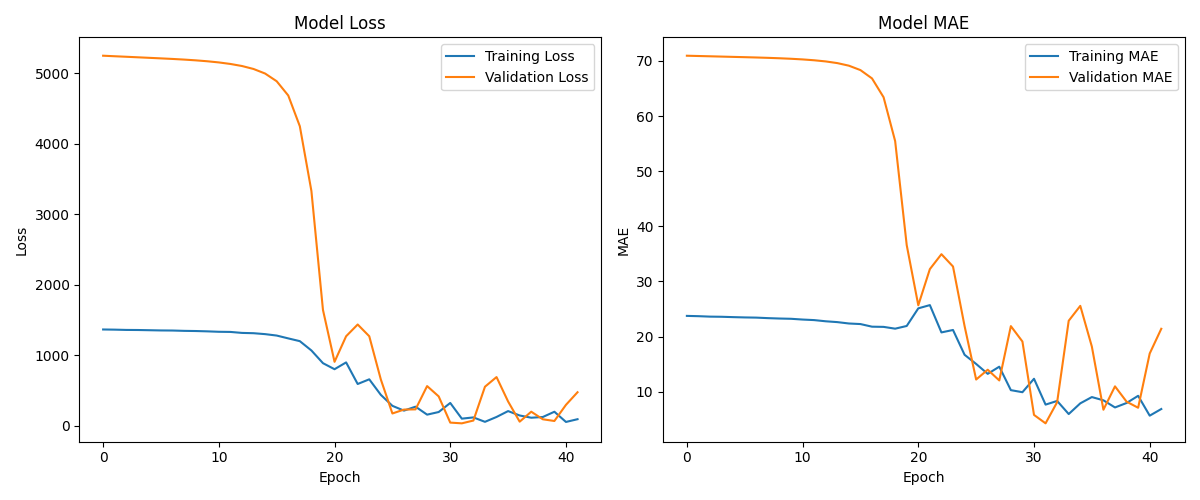 Model Loss
Training Loss
Validation Loss
5000
4000
3000
2000
1000
0
Loss
0 10 20 30 40
Epoch
Model MAE
Training MAE
Validation MAE
70
60
50
40
30
20
10
MAE
0 10 20 30 40
Epoch